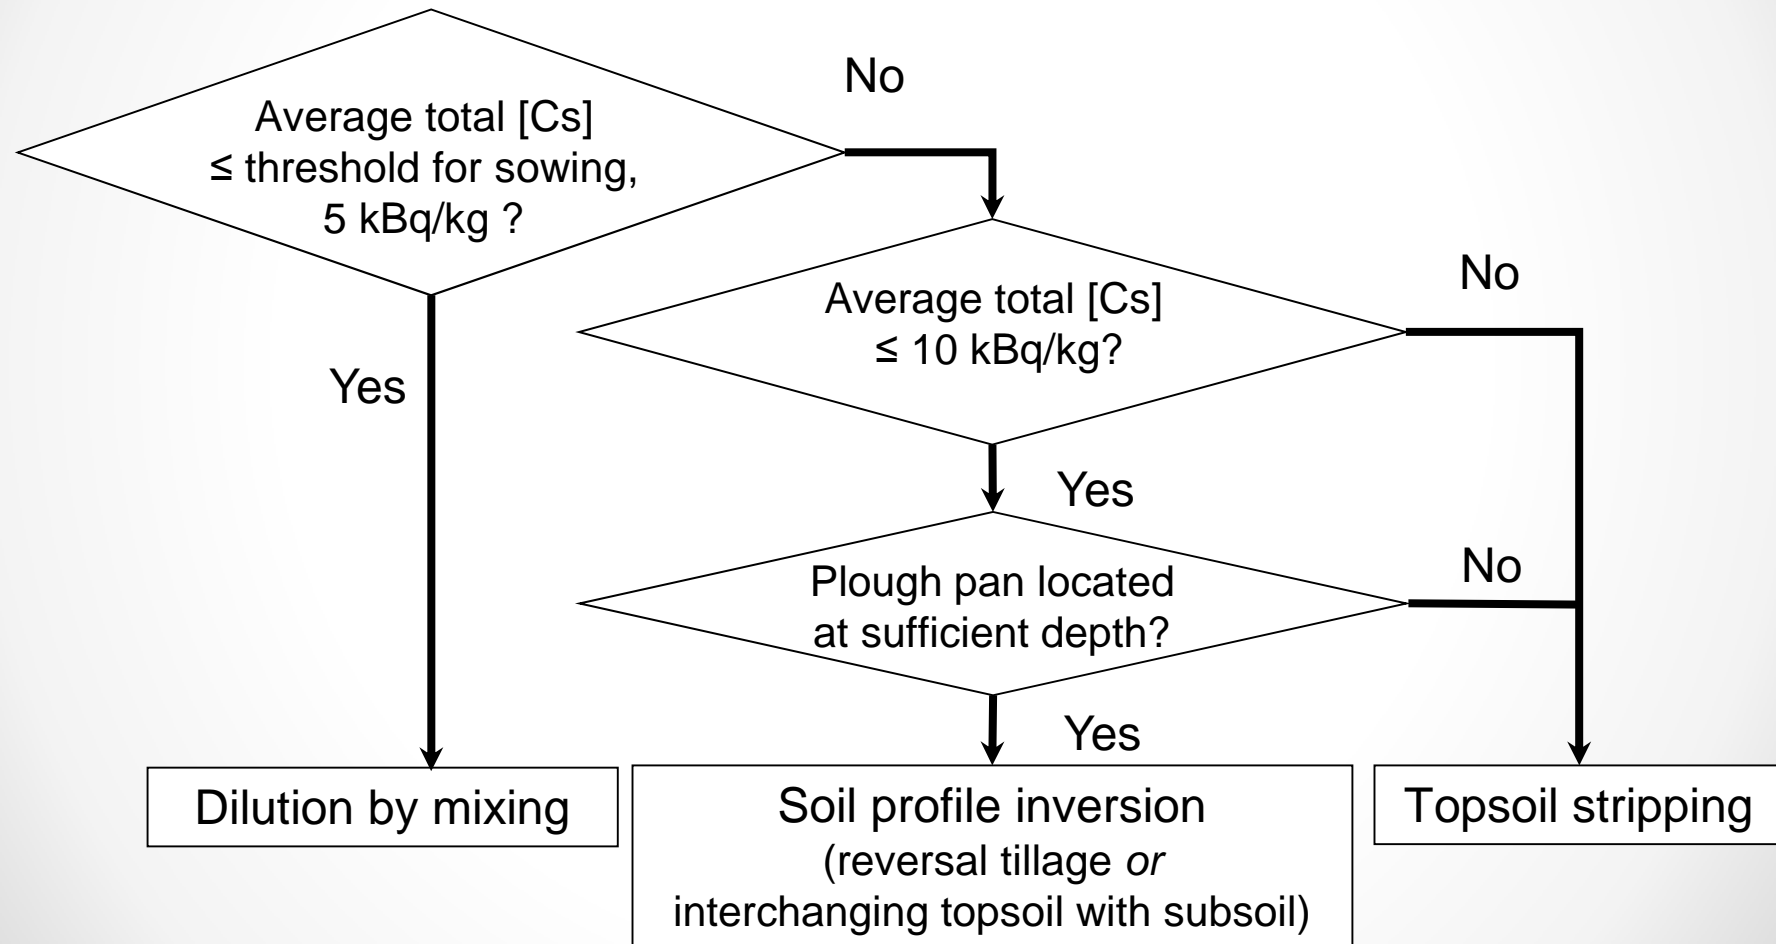 Average total [Cs]
≤ threshold for sowing,
5 kBq/kg ?
No
Yes
Average total [Cs]
≤ 10 kBq/kg?
No
Yes
Plough pan located
at sufficient depth?
No
Yes
Dilution by mixing
Soil profile inversion
(reversal tillage or
interchanging topsoil with subsoil)
Topsoil stripping